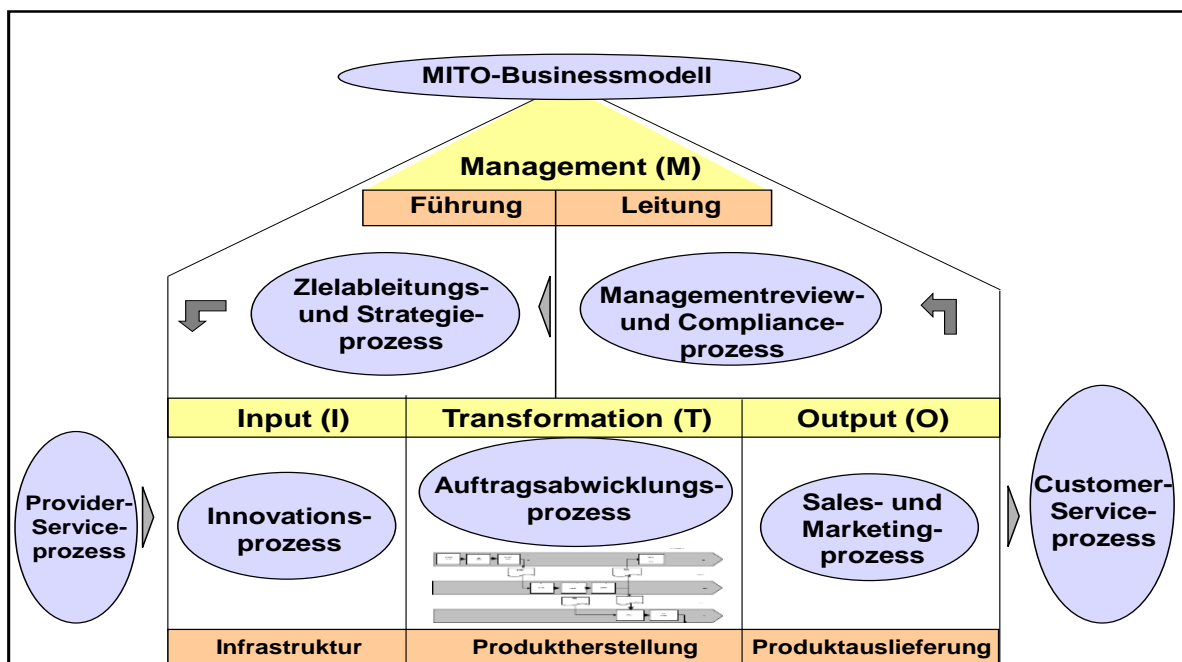 MITO-Businessmodell
Management (M)
Führung
Leitung
ZIelableitungs-
und Strategie-
prozess
Managementreview-
und Compliance-
prozess
Input (I)
Transformation (T)
Output (O)
Provider-
Service-
prozess
Innovations-
prozess
Auftragsabwicklungs-
prozess
Sales- und
Marketing-
prozess
Customer-
Service-
prozess
Infrastruktur
Produktherstellung
Produktauslieferung